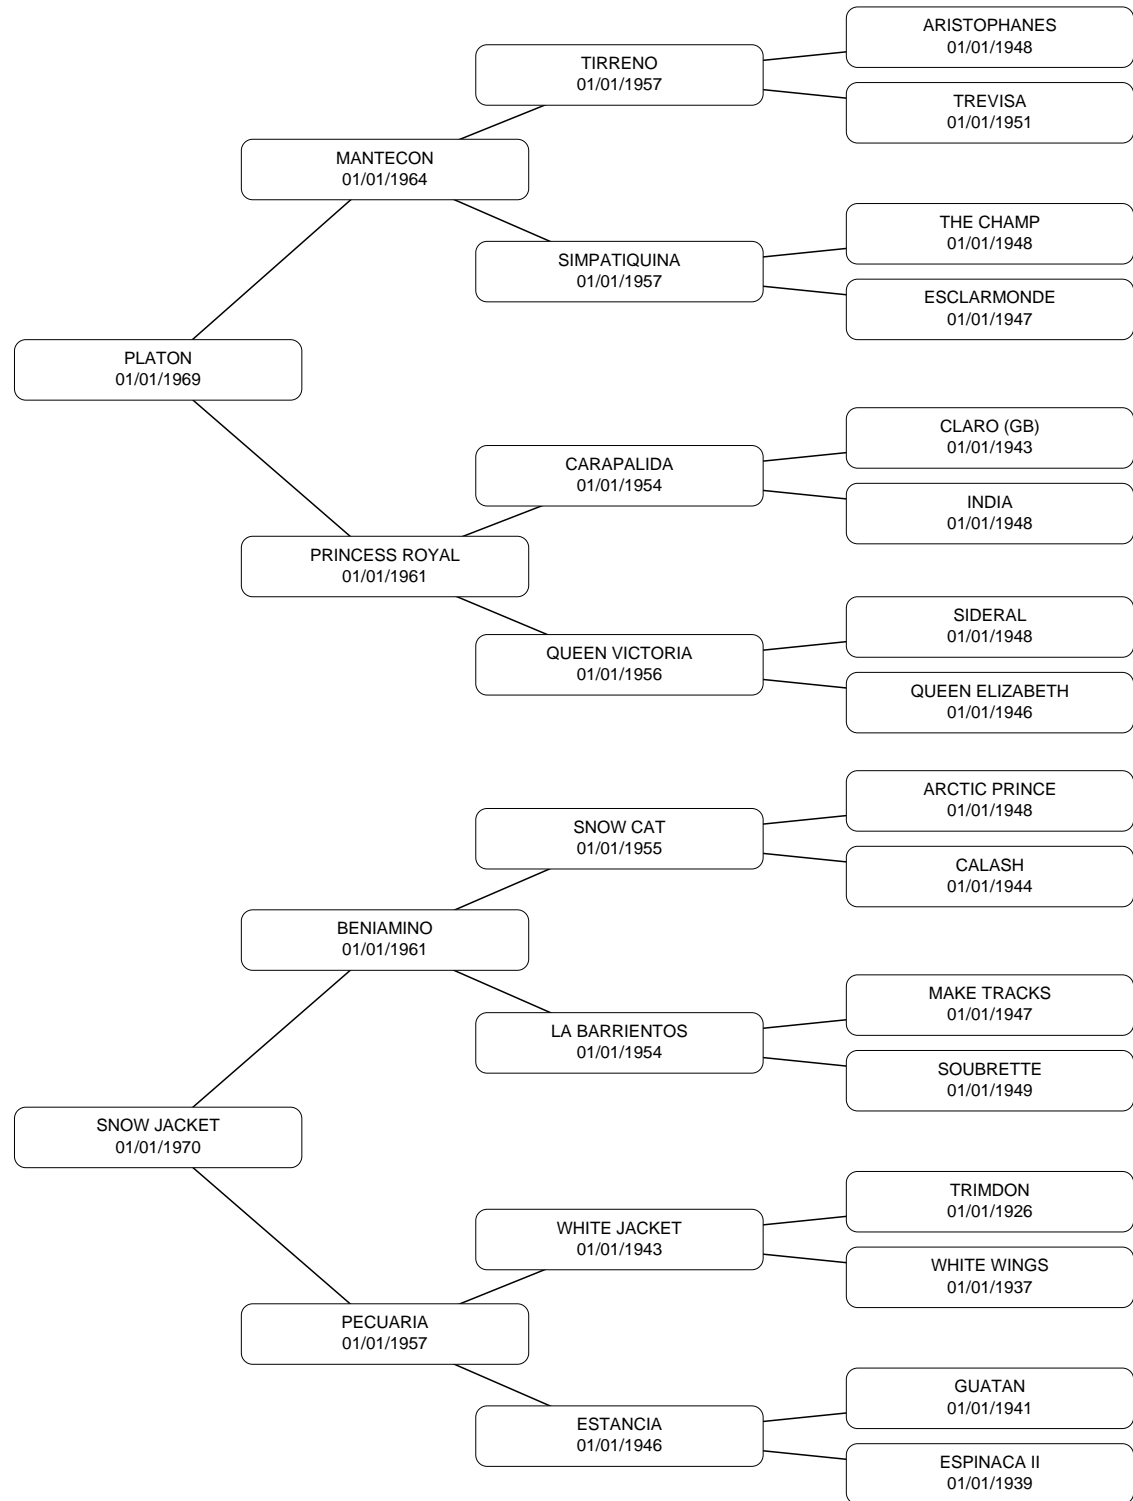 ARISTOPHANES
01/01/1948
TIRRENO
01/01/1957
TREVISA
01/01/1951
MANTECON
01/01/1964
THE CHAMP
01/01/1948
SIMPATIQUINA
01/01/1957
ESCLARMONDE
01/01/1947
PLATON
01/01/1969
CLARO (GB)
01/01/1943
CARAPALIDA
01/01/1954
INDIA
01/01/1948
PRINCESS ROYAL
01/01/1961
SIDERAL
01/01/1948
QUEEN VICTORIA
01/01/1956
QUEEN ELIZABETH
01/01/1946
ARCTIC PRINCE
01/01/1948
SNOW CAT
01/01/1955
CALASH
01/01/1944
BENIAMINO
01/01/1961
MAKE TRACKS
01/01/1947
LA BARRIENTOS
01/01/1954
SOUBRETTE
01/01/1949
SNOW JACKET
01/01/1970
TRIMDON
01/01/1926
WHITE JACKET
01/01/1943
WHITE WINGS
01/01/1937
PECUARIA
01/01/1957
GUATAN
01/01/1941
ESTANCIA
01/01/1946
ESPINACA II
01/01/1939